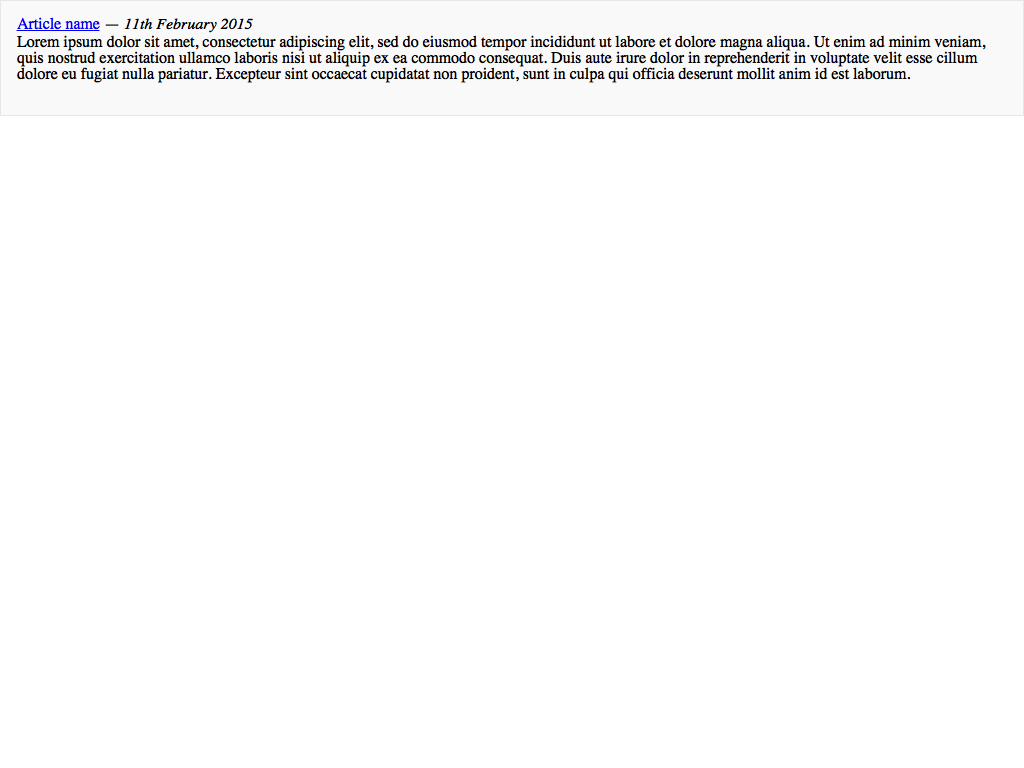 Article name — 11th February 2015
Lorem ipsum dolor sit amet, consectetur adipiscing elit, sed do eiusmod tempor incididunt ut labore et dolore magna aliqua. Ut enim ad minim veniam,
quis nostrud exercitation ullamco laboris nisi ut aliquip ex ea commodo consequat. Duis aute irure dolor in reprehenderit in voluptate velit esse cillum
dolore eu fugiat nulla pariatur. Excepteur sint occaecat cupidatat non proident, sunt in culpa qui officia deserunt mollit anim id est laborum.